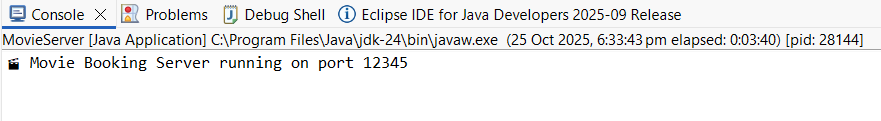 Console Problems Debug Shell Eclipse IDE for Java Developers 2025-09 Release
MovieServer [Java Application] C:\Program Files\Java\jdk-24\bin\javaw.exe (25 Oct 2025, 6:33:43 pm elapsed: 0:03:40) [pid: 28144]
🎬 Movie Booking Server running on port 12345